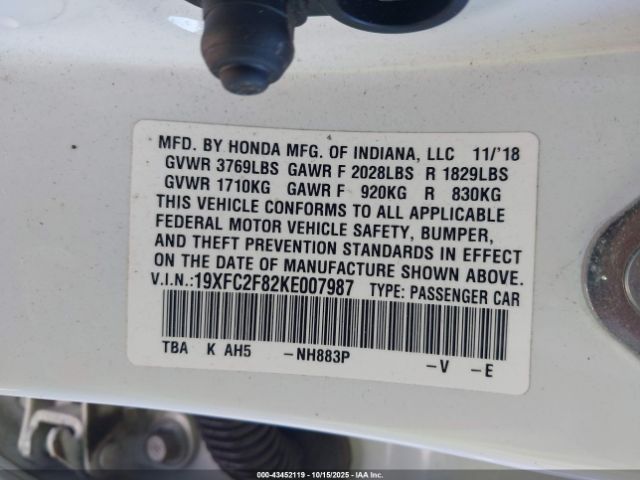 MFD. BY HONDA MFG. OF INDIANA, LLC 11/'18
GVWR 3769LBS GAWR F 2028LBS R 1829LBS
GVWR 1710KG GAWR F 920KG R 830KG
THIS VEHICLE CONFORMS TO ALL APPLICABLE
FEDERAL MOTOR VEHICLE SAFETY, BUMPER,
AND THEFT PREVENTION STANDARDS IN EFFECT
ON THE DATE OF MANUFACTURE SHOWN ABOVE.
V.I.N.:19XFC2F82KE007987 TYPE: PASSENGER CAR
TBA K AH5 -NH883P -V -E
00-43452119 - 10/15/2025 - IAA Inc.